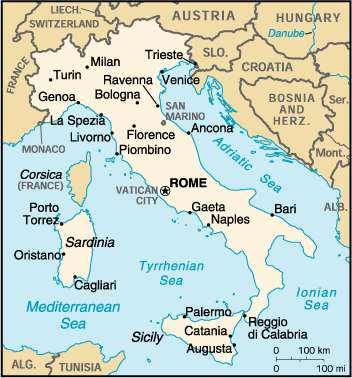 LIECH.
SWITZERLAND
AUSTRIA
HUNGARY
Danube
Trieste
SLO.
CROATIA
FRANCE
Milan
Turin
Venice
Ravenna
Genoa
Bologna
BOSNIA
AND
HERZ.
Ser.
SAN
MARINO
La Spezia
Florence
Ancona
Livorno
MONACO
Piombino
Adriatic Sea
Mont.
Corsica
(FRANCE)
VATICAN
CITY
ROME
ALB.
Porto
Torrez
Gaeta
Naples
Bari
Sardinia
Oristano
Tyrrhenian
Sea
Cagliari
Ionian
Sea
Mediterranean
Sea
Palermo
Reggio
di Calabria
Sicily
Catania
Augusta
ALG.
TUNISIA
0 100 km
0 100 mi